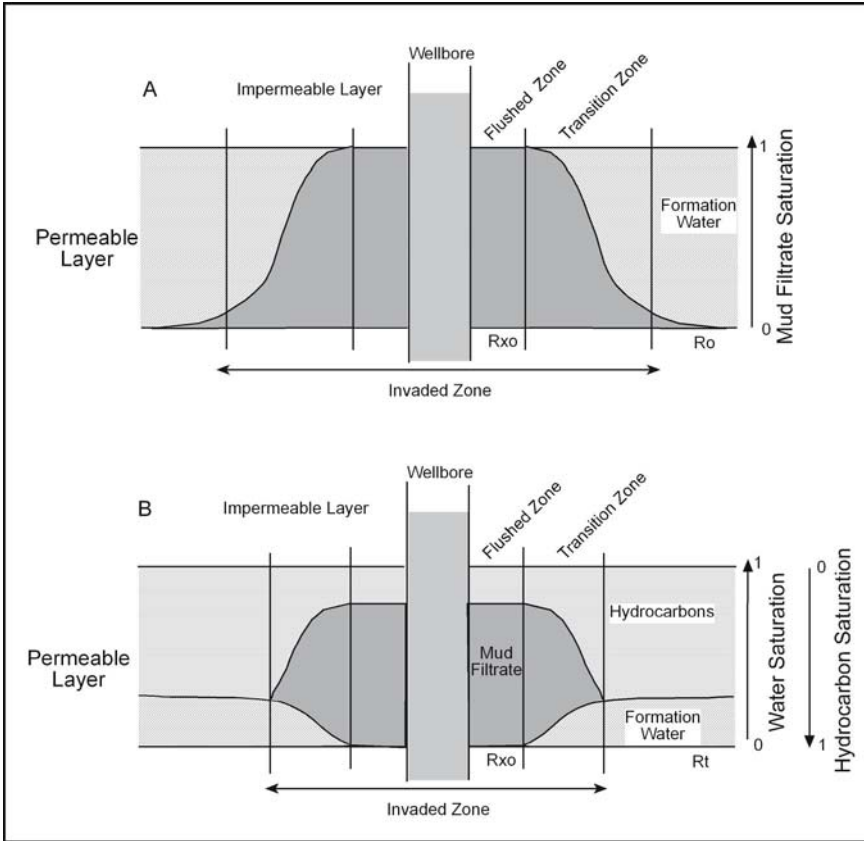 Wellbore
A
Impermeable Layer
Flushed Zone
Transition Zone
1
Formation
Water
Permeable
Layer
Mud Filtrate Saturation
0
Rxo
Ro
Invaded Zone
Wellbore
B
Impermeable Layer
Flushed Zone
Transition Zone
1
0
Hydrocarbons
Permeable
Layer
Mud
Filtrate
Water Saturation
Hydrocarbon Saturation
Formation
Water
0
1
Rxo
Rt
Invaded Zone